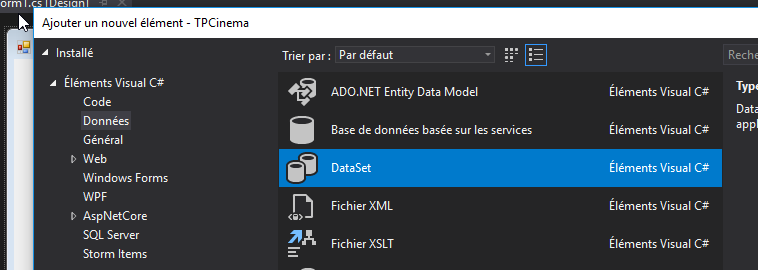 orm1.cs [Design]
Ajouter un nouvel élément - TPCinema
Installé
Trier par : Par défaut
Reche
Éléments Visual C#
Code
Données
Général
Web
Windows Forms
WPF
AspNetCore
SQL Server
Storm Items
ADO.NET Entity Data Model Éléments Visual C#
Base de données basée sur les services Éléments Visual C#
DataSet Éléments Visual C#
Fichier XML Éléments Visual C#
Fichier XSLT Éléments Visual C#
Typ
Data
appl